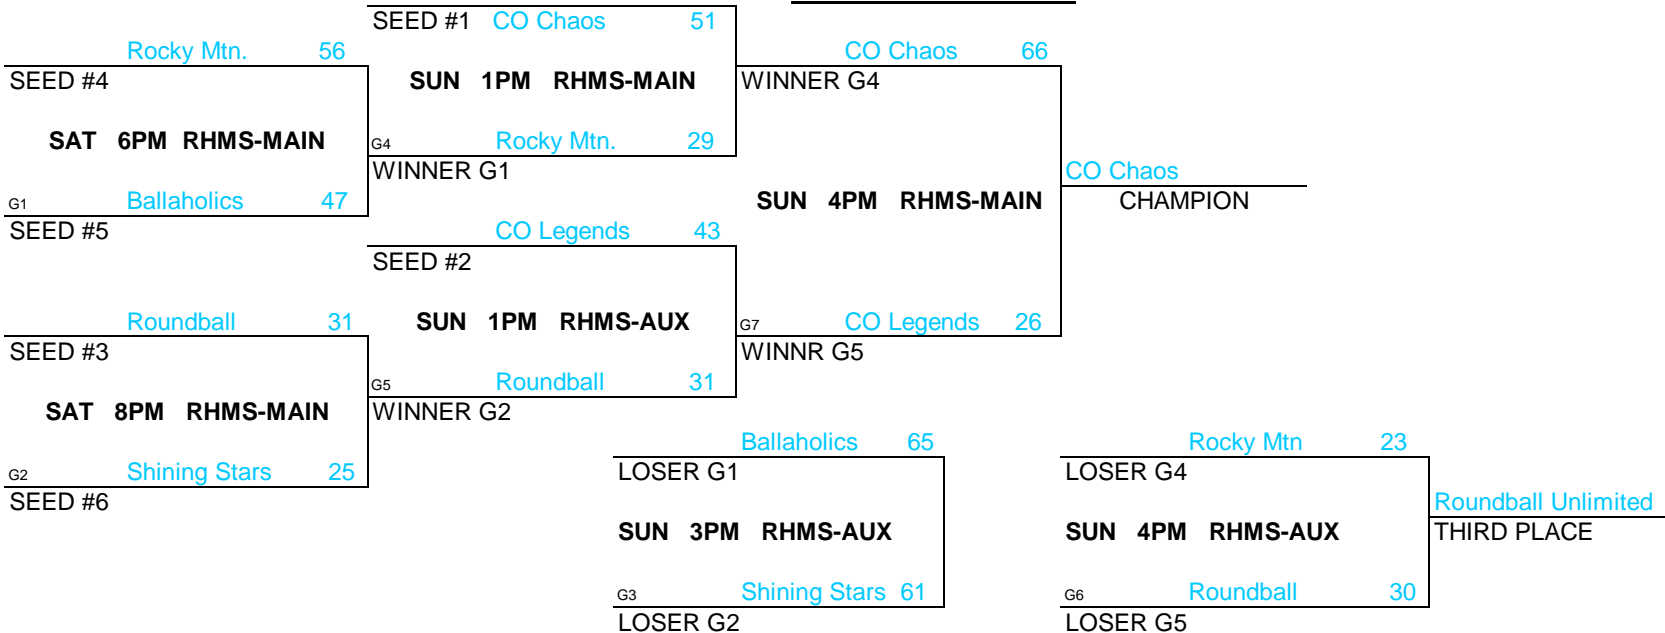 SEED #1 CO Chaos 51
Rocky Mtn. 56
CO Chaos 66
SEED #4
SUN 1PM RHMS-MAIN
WINNER G4
SAT 6PM RHMS-MAIN
G4 Rocky Mtn. 29
WINNER G1
CO Chaos
G1 Ballaholics 47
SUN 4PM RHMS-MAIN
CHAMPION
SEED #5
CO Legends 43
SEED #2
Roundball 31
SUN 1PM RHMS-AUX
G7 CO Legends 26
SEED #3
WINNR G5
G5 Roundball 31
SAT 8PM RHMS-MAIN
WINNER G2
Ballaholics 65
Rocky Mtn 23
G2 Shining Stars 25
LOSER G1
LOSER G4
SEED #6
Roundball Unlimited
SUN 3PM RHMS-AUX
SUN 4PM RHMS-AUX
THIRD PLACE
G3 Shining Stars 61
G6 Roundball 30
LOSER G2
LOSER G5